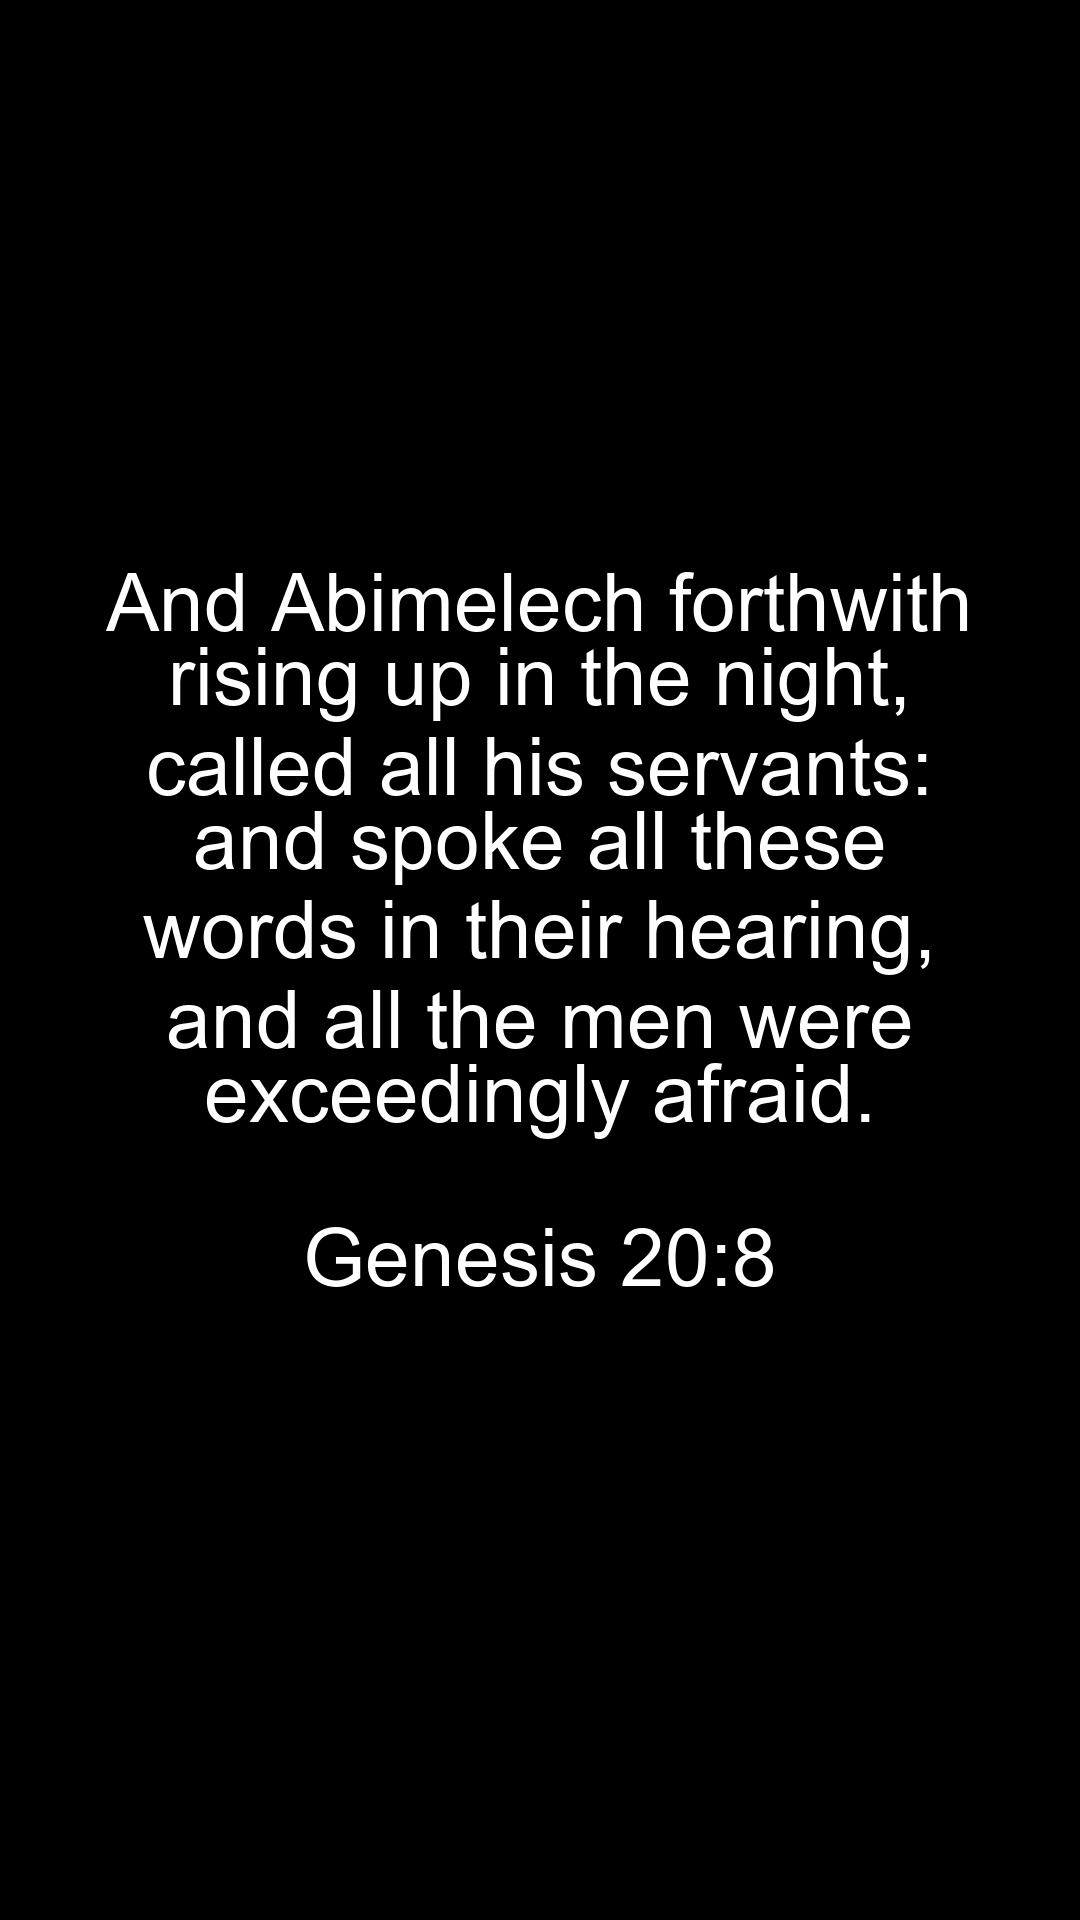 And Abimelech forthwith
rising up in the night,
called all his servants:
and spoke all these
words in their hearing,
and all the men were
exceedingly afraid.
Genesis 20:8